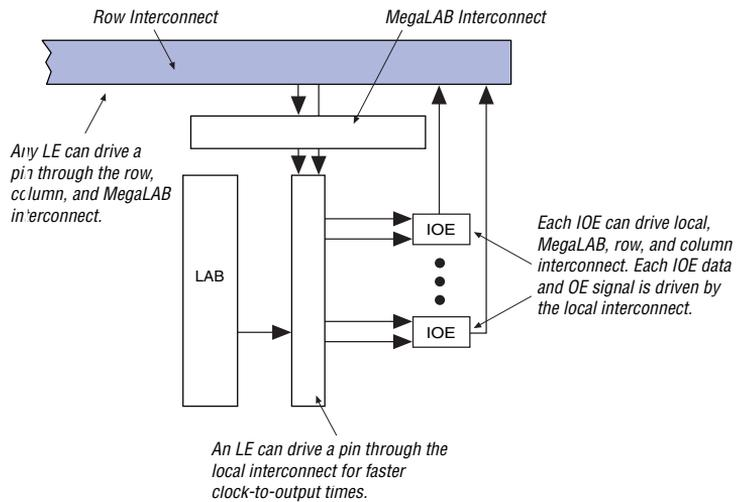 Row Interconnect
MegaLAB Interconnect
Any LE can drive a
pin through the row,
column, and MegaLAB
interconnect.
LAB
IOE
IOE
Each IOE can drive local,
MegaLAB, row, and column
interconnect. Each IOE data
and OE signal is driven by
the local interconnect.
An LE can drive a pin through the
local interconnect for faster
clock-to-output times.